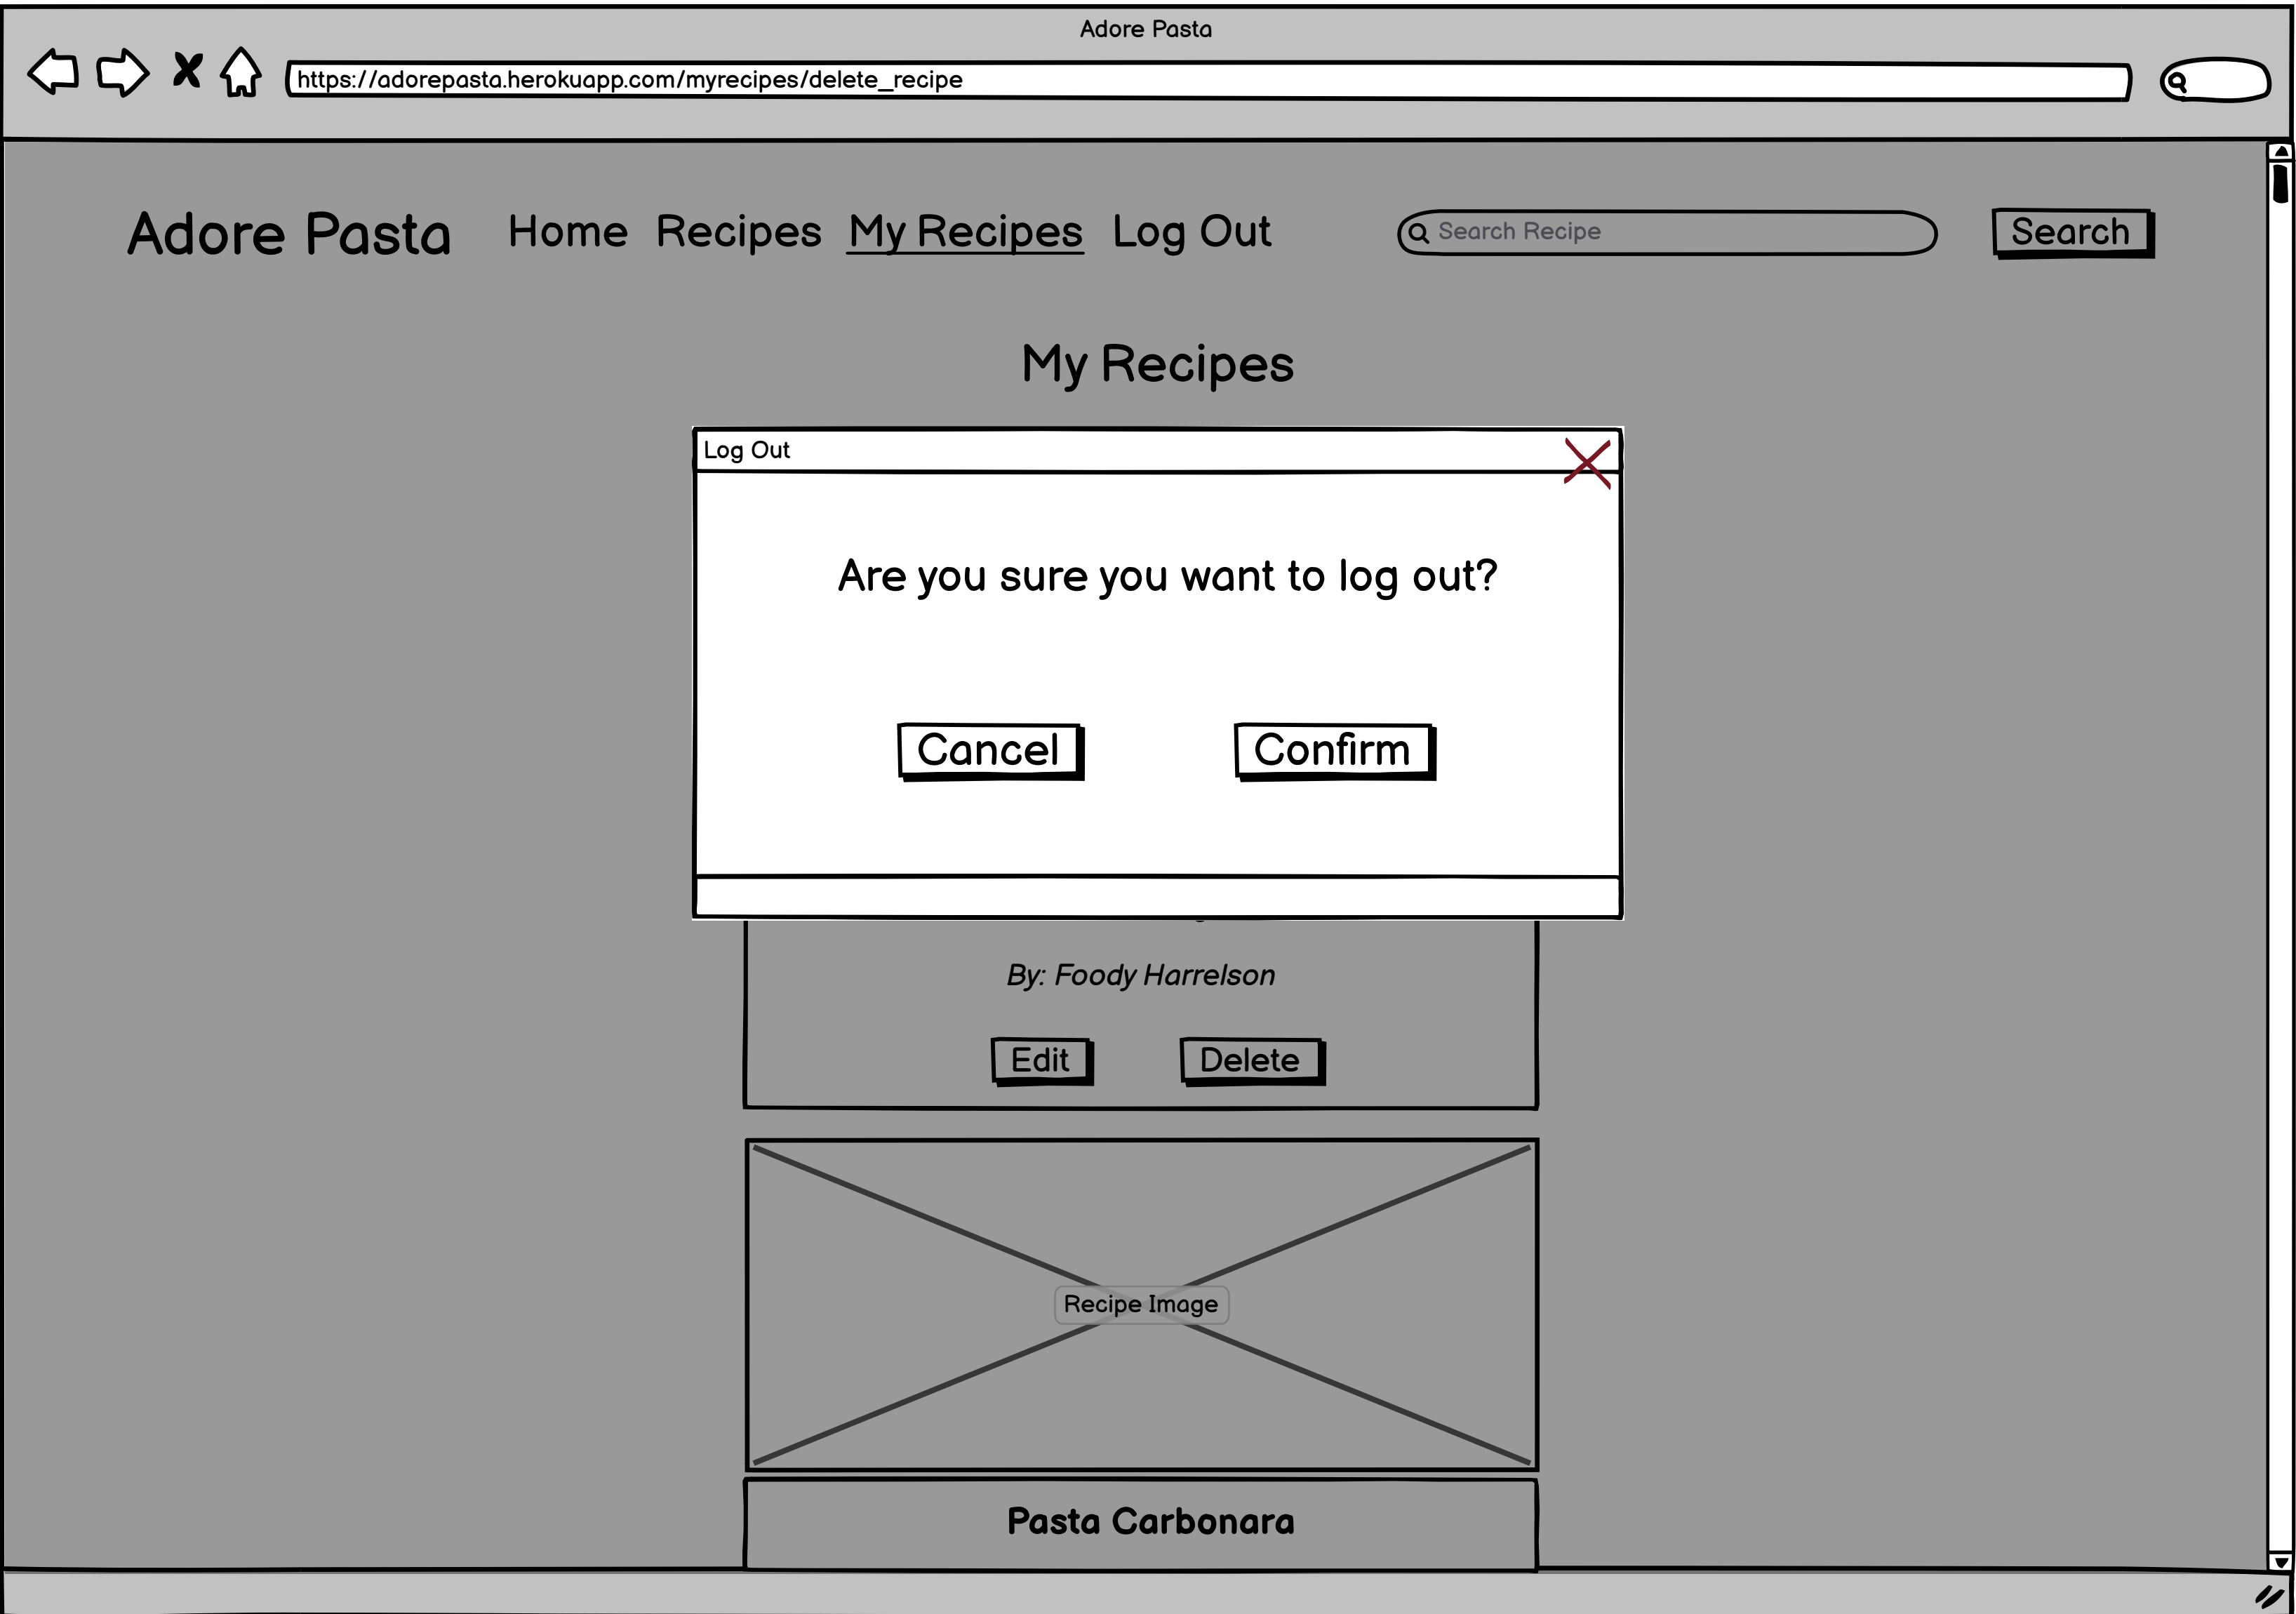 Adore Pasta
https://adorepasta.herokuapp.com/myrecipes/delete_recipe
Adore Pasta Home Recipes My Recipes Log Out Search Recipe Search
My Recipes
Log Out
Are you sure you want to log out?
Cancel Confirm
By: Foody Harrelson
Edit Delete
Recipe Image
Pasta Carbonara